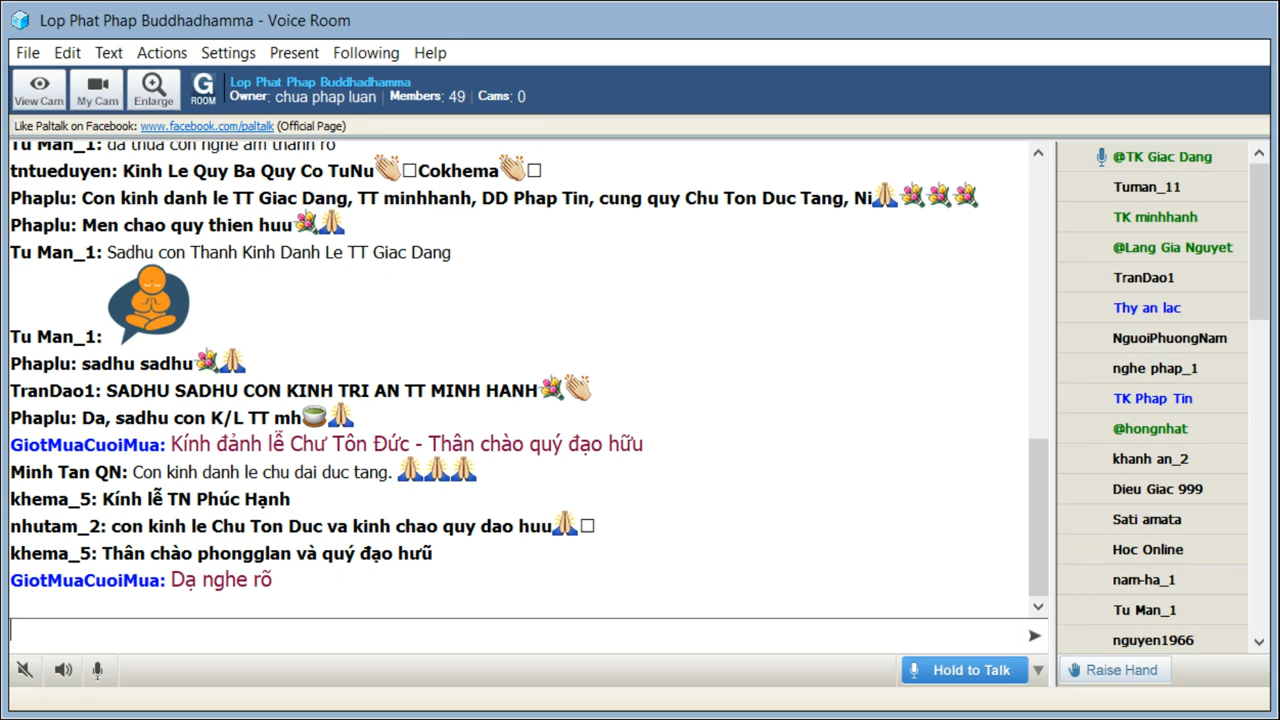 Lop Phat Phap Buddhadhamma - Voice Room
File Edit Text Actions Settings Present Following Help
View Cam
My Cam
Enlarge
G ROOM
Lop Phat Phap Buddhadhamma
Owner: chua phap luan | Members: 49 | Cams: 0
Like Paltalk on Facebook: www.facebook.com/paltalk (Official Page)
Tu Man_1: da thua con nghe am thanh ro
tntueduyen: Kinh Le Quy Ba Quy Co TuNu👏□Cokhema👏□
Phaplu: Con kinh danh le TT Giac Dang, TT minhhanh, DD Phap Tin, cung quy Chu Ton Duc Tang, Ni🙏💐💐💐
Phaplu: Men chao quy thien huu💐🙏
Tu Man_1: Sadhu con Thanh Kinh Danh Le TT Giac Dang
Tu Man_1:
Phaplu: sadhu sadhu💐🙏
TranDao1: SADHU SADHU CON KINH TRI AN TT MINH HANH💐👏
Phaplu: Da, sadhu con K/L TT mh🍵🙏
GiotMuaCuoiMua: Kính đảnh lễ Chư Tôn Đức - Thân chào quý đạo hữu
Minh Tan QN: Con kinh danh le chu dai duc tang. 🙏🙏🙏
khema_5: Kính lễ TN Phúc Hạnh
nhutam_2: con kinh le Chu Ton Duc va kinh chao quy dao huu🙏□
khema_5: Thân chào phongglan và quý đạo hưũ
GiotMuaCuoiMua: Dạ nghe rõ
@TK Giac Dang
Tuman_11
TK minhhanh
@Lang Gia Nguyet
TranDao1
Thy an lac
NguoiPhuongNam
nghe phap_1
TK Phap Tin
@hongnhat
khanh an_2
Dieu Giac 999
Sati amata
Hoc Online
nam-ha_1
Tu Man_1
nguyen1966
Hold to Talk
Raise Hand